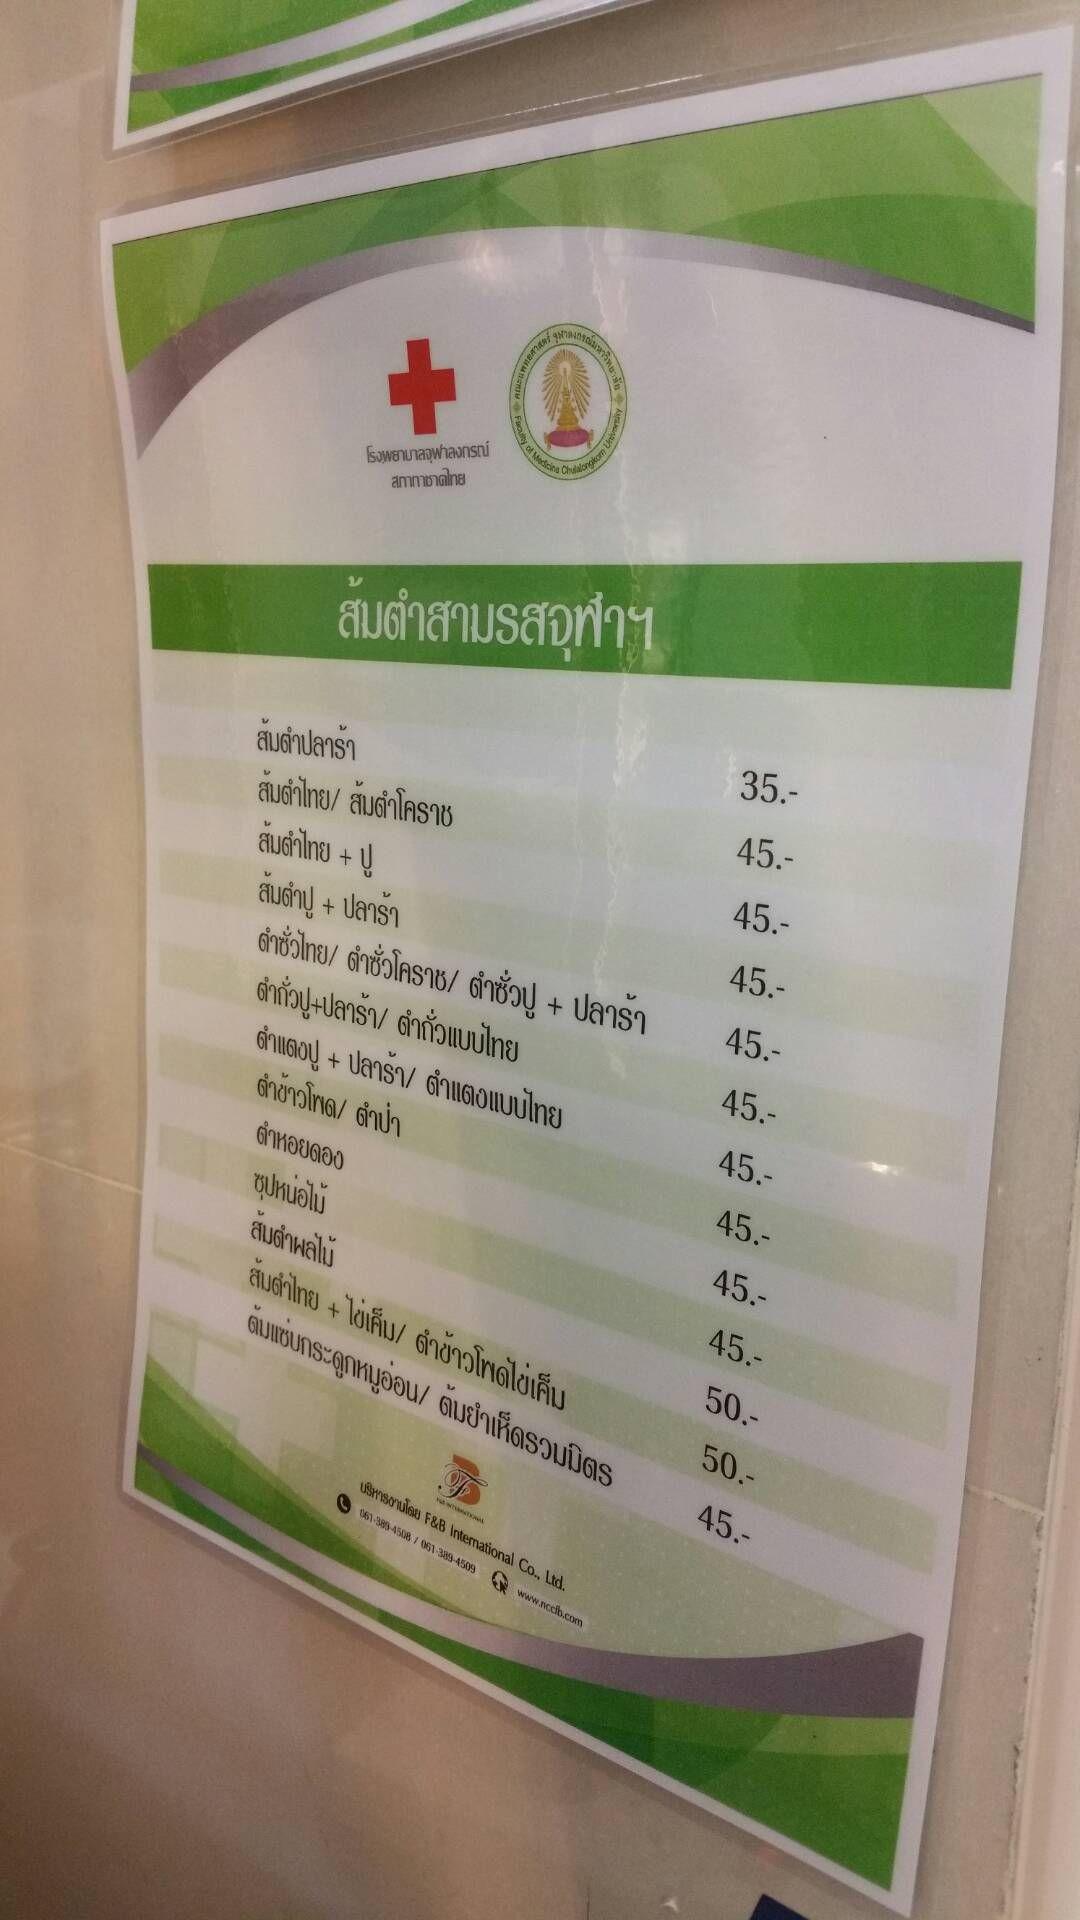 โรงพยาบาลจุฬาลงกรณ์
สภากาชาดไทย
คณะแพทยศาสตร์ จุฬาลงกรณ์มหาวิทยาลัย
Faculty of Medicine Chulalongkorn University
ส้มตำสามรสจุฬาฯ
ส้มตำปลาร้า 35.-
ส้มตำไทย/ ส้มตำโคราช 45.-
ส้มตำไทย + ปู 45.-
ส้มตำปู + ปลาร้า 45.-
ตำซั่วไทย/ ตำซั่วโคราช/ ตำซั่วปู + ปลาร้า 45.-
ตำถั่วปู+ปลาร้า/ ตำถั่วแบบไทย 45.-
ตำแตงปู + ปลาร้า/ ตำแตงแบบไทย 45.-
ตำข้าวโพด/ ตำป่า 45.-
ตำหอยดอง 45.-
ซุปหน่อไม้ 45.-
ส้มตำผลไม้ 50.-
ส้มตำไทย + ไข่เค็ม/ ตำข้าวโพดไข่เค็ม 50.-
ต้มแซ่บกระดูกหมูอ่อน/ ต้มยำเห็ดรวมมิตร 45.-
F&B INTERNATIONAL
บริหารงานโดย F&B International Co., Ltd.
061-389-4508 / 061-389-4509
www.nccfb.com